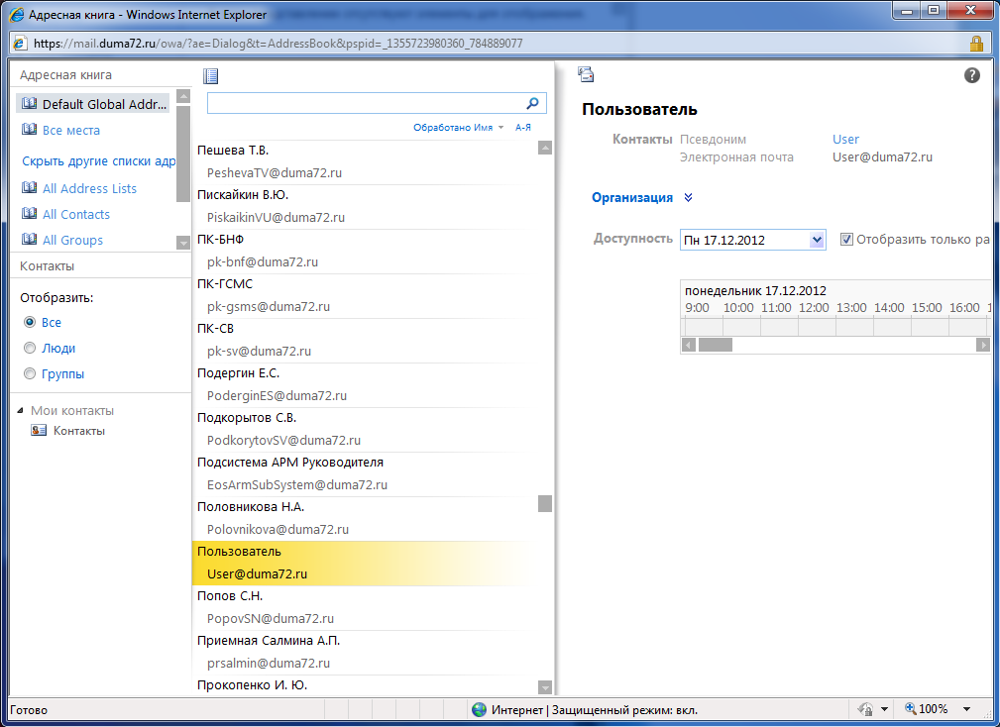 Адресная книга - Windows Internet Explorer
https://mail.duma72.ru/owa/?ae=Dialog&t=AddressBook&pspid=_1355723980360_784889077
Адресная книга
Default Global Addr...
Все места
Скрыть другие списки адр
All Address Lists
All Contacts
All Groups
Контакты
Отобразить:
Все
Люди
Группы
Мои контакты
Контакты
Обработано Имя А-Я
Пешева Т.В.
PeshevaTV@duma72.ru
Пискайкин В.Ю.
PiskaikinVU@duma72.ru
ПК-БНФ
pk-bnf@duma72.ru
ПК-ГСМС
pk-gsms@duma72.ru
ПК-СВ
pk-sv@duma72.ru
Подергин Е.С.
PoderginES@duma72.ru
Подкорытов С.В.
PodkorytovSV@duma72.ru
Подсистема АРМ Руководителя
EosArmSubSystem@duma72.ru
Половникова Н.А.
Polovnikova@duma72.ru
Пользователь
User@duma72.ru
Попов С.Н.
PopovSN@duma72.ru
Приемная Салмина А.П.
prsalmin@duma72.ru
Прокопенко И. Ю.
Пользователь
Контакты Псевдоним User
Электронная почта User@duma72.ru
Организация
Доступность Пн 17.12.2012 Отобразить только ра
понедельник 17.12.2012
9:00 10:00 11:00 12:00 13:00 14:00 15:00 16:00 1
Готово Интернет | Защищенный режим: вкл. 100%